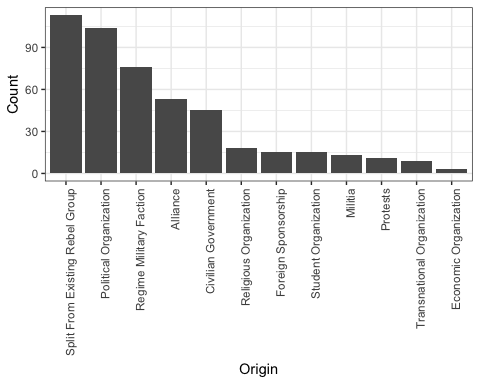 Count
90
60
30
0
Split From Existing Rebel Group
Political Organization
Regime Military Faction
Alliance
Civilian Government
Religious Organization
Foreign Sponsorship
Student Organization
Militia
Protests
Transnational Organization
Economic Organization
Origin